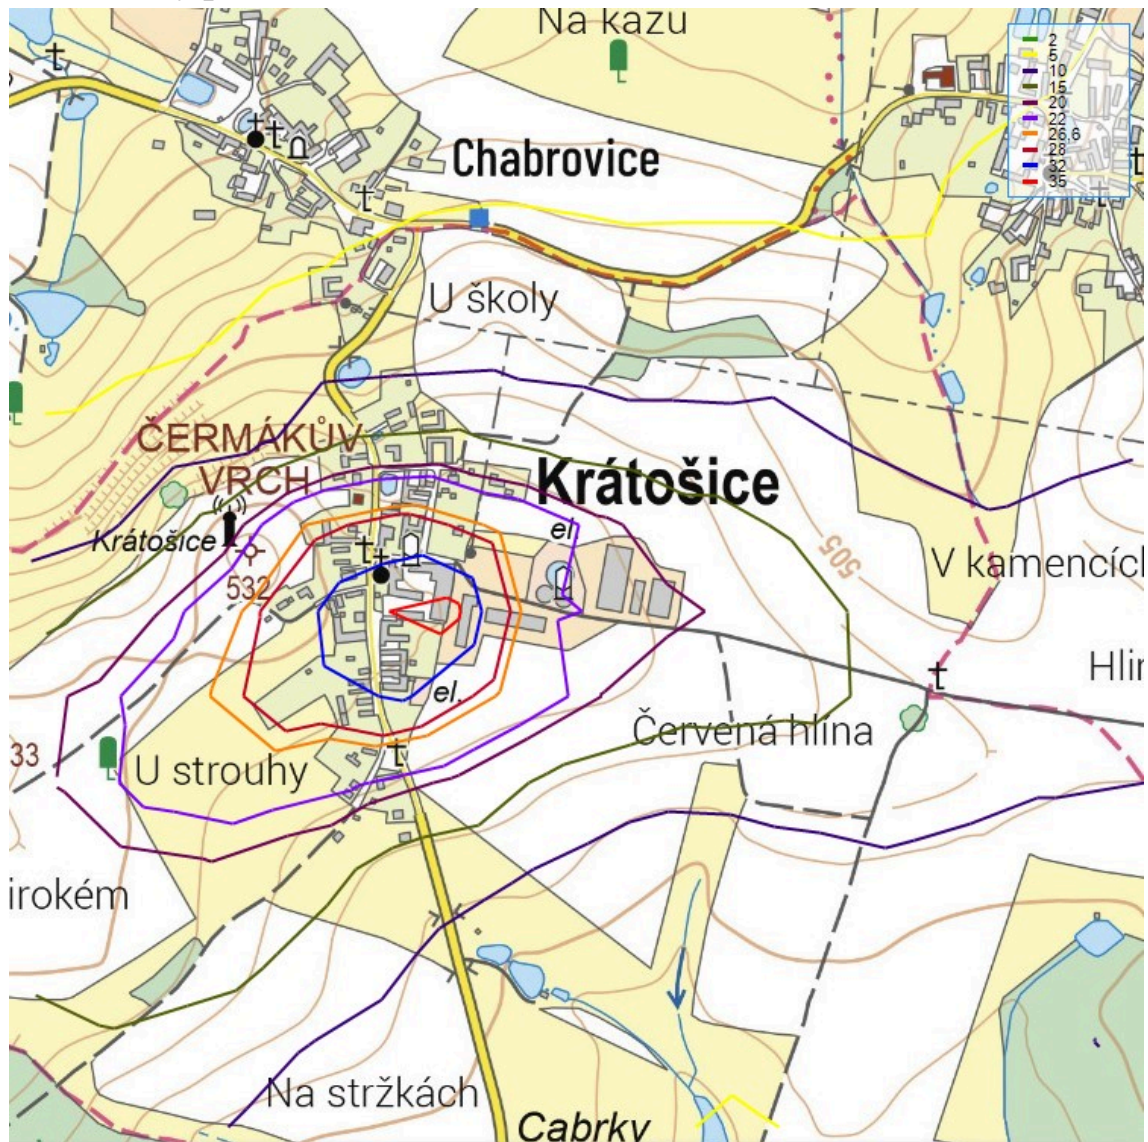 Na kazu
2
5
10
15
20
22
26,6
28
32
35
Chabrovice
U školy
ČERMÁKŮV
VRCH
Krátošice
Krátošice
el
532
505
V kamencích
Hlin
el.
Červená hlína
33
U strouhy
irokém
Na stržkách
Cabrky